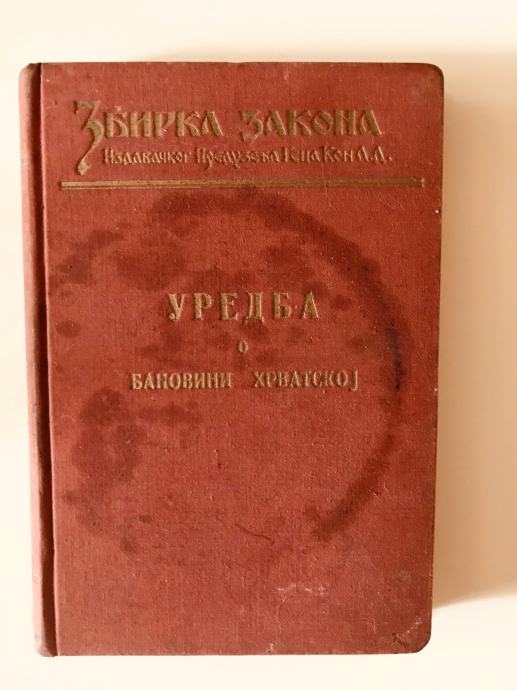 Збирка закона
Издавачког Предузећа Геца Кон А.Д.
УРЕДБА
О
БАНОВИНИ ХРВАТСКОЈ